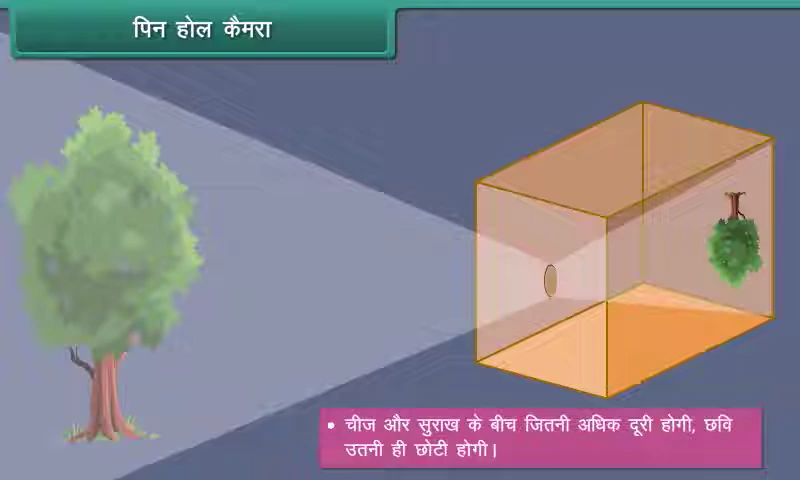 पिन होल कैमरा
• चीज और सुराख के बीच जितनी अधिक दूरी होगी, छवि
उतनी ही छोटी होगी।